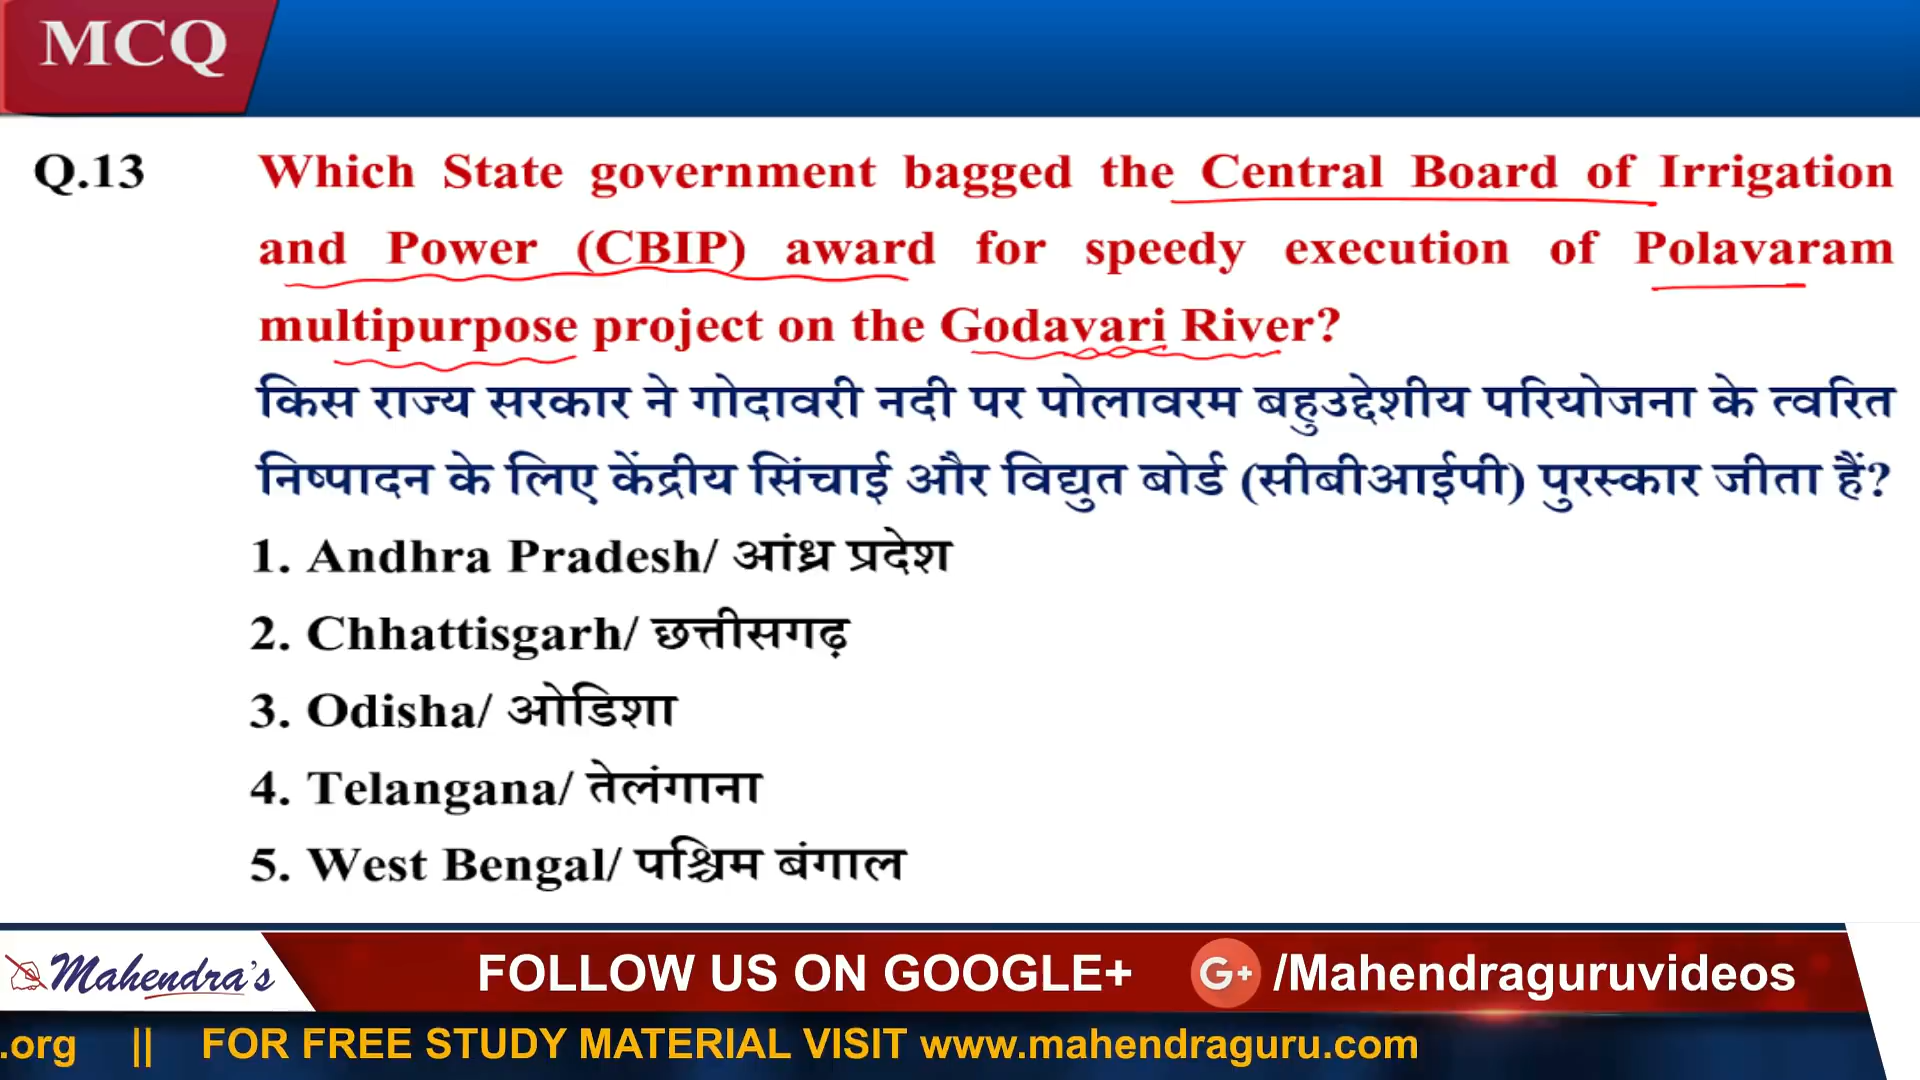 MCQ
Q.13 Which State government bagged the Central Board of Irrigation
and Power (CBIP) award for speedy execution of Polavaram
multipurpose project on the Godavari River?
किस राज्य सरकार ने गोदावरी नदी पर पोलावरम बहुउद्देशीय परियोजना के त्वरित
निष्पादन के लिए केंद्रीय सिंचाई और विद्युत बोर्ड (सीबीआईपी) पुरस्कार जीता हैं?
1. Andhra Pradesh/ आंध्र प्रदेश
2. Chhattisgarh/ छत्तीसगढ़
3. Odisha/ ओडिशा
4. Telangana/ तेलंगाना
5. West Bengal/ पश्चिम बंगाल
Mahendra's FOLLOW US ON GOOGLE+ G+ /Mahendraguruvideos
.org || FOR FREE STUDY MATERIAL VISIT www.mahendraguru.com